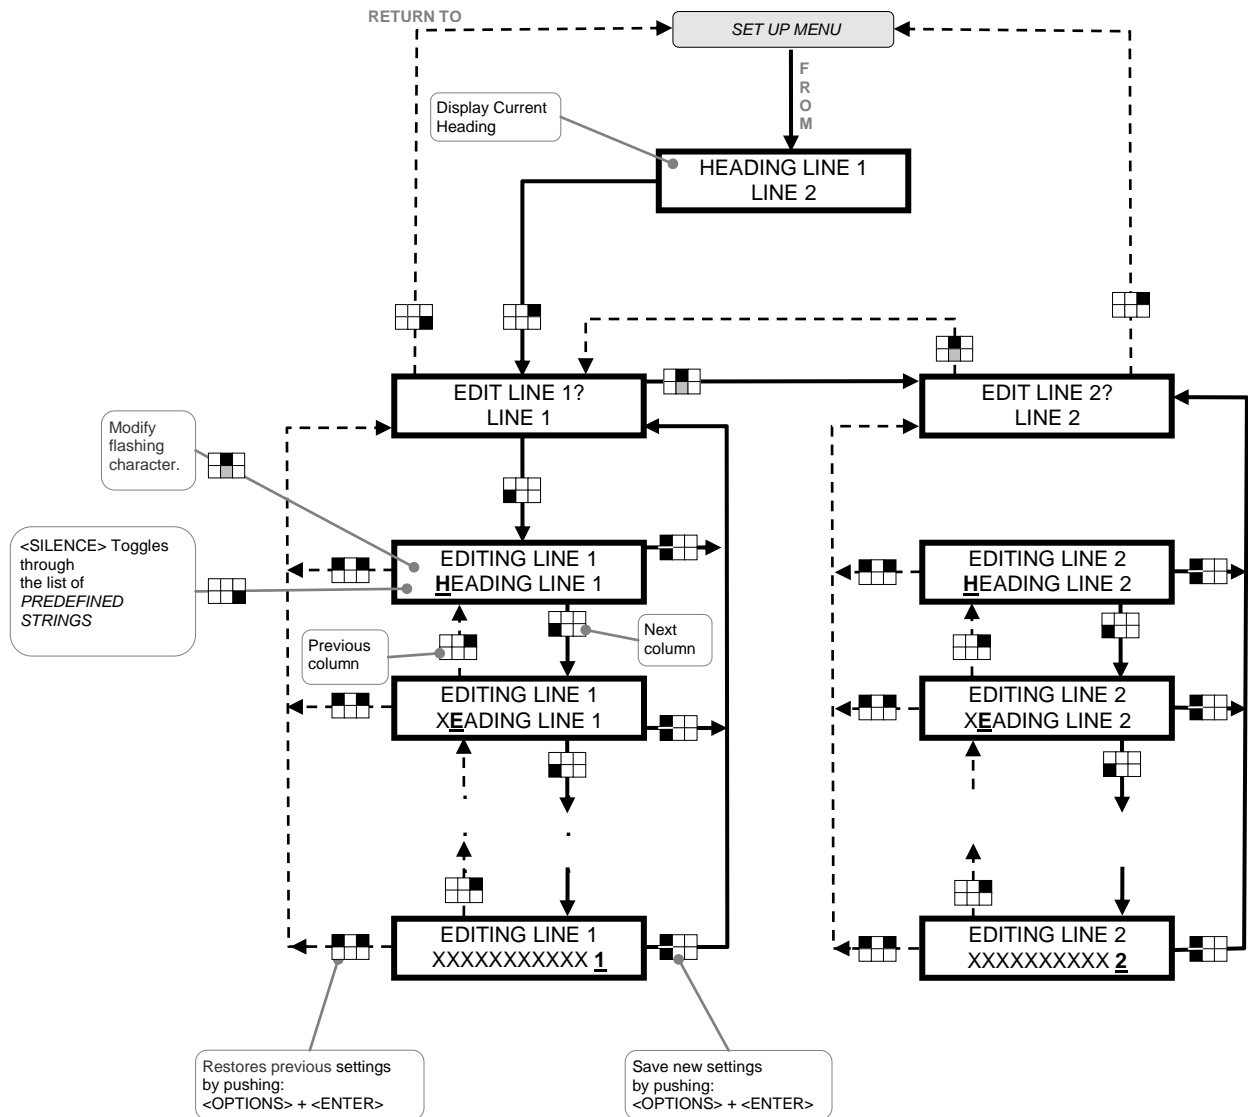 RETURN TO
SET UP MENU
F
R
O
M
Display Current
Heading
HEADING LINE 1
LINE 2
EDIT LINE 1?
LINE 1
EDIT LINE 2?
LINE 2
Modify
flashing
character.
<SILENCE> Toggles
through
the list of
PREDEFINED
STRINGS
EDITING LINE 1
HEADING LINE 1
EDITING LINE 2
HEADING LINE 2
Previous
column
Next
column
EDITING LINE 1
XEADING LINE 1
EDITING LINE 2
XEADING LINE 2
EDITING LINE 1
XXXXXXXXXXX 1
EDITING LINE 2
XXXXXXXXXX 2
Restores previous settings
by pushing:
<OPTIONS> + <ENTER>
Save new settings
by pushing:
<OPTIONS> + <ENTER>